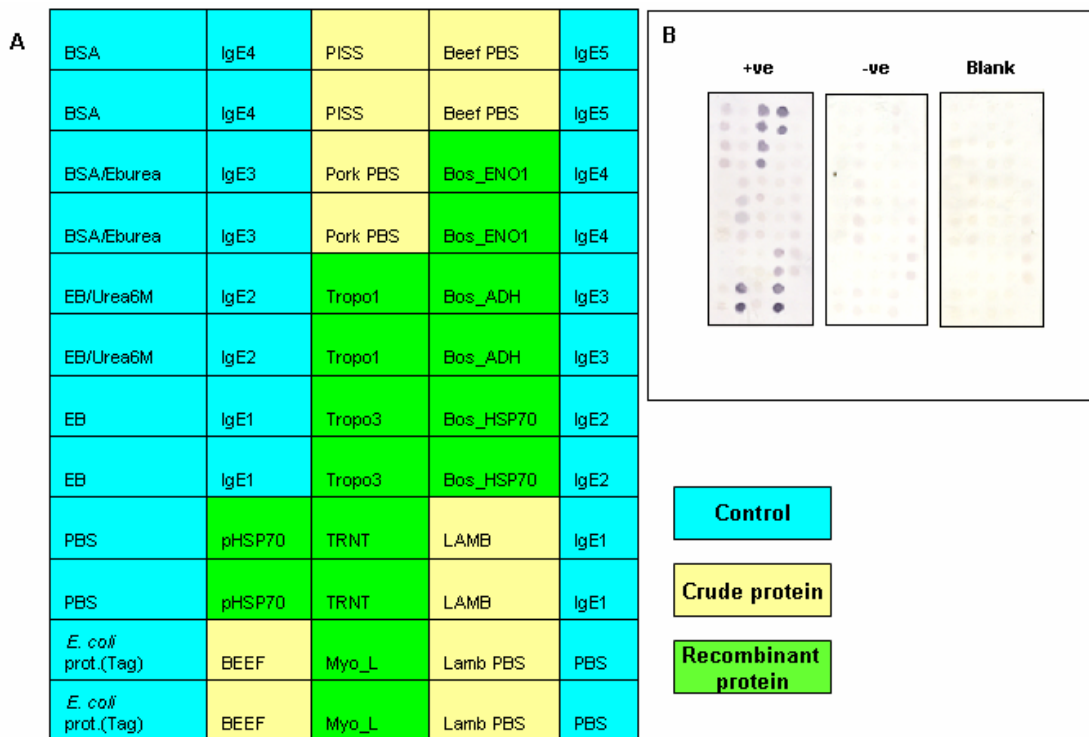 A
BSA IgE4 PISS Beef PBS IgE5
BSA IgE4 PISS Beef PBS IgE5
BSA/Eburea IgE3 Pork PBS Bos_ENO1 IgE4
BSA/Eburea IgE3 Pork PBS Bos_ENO1 IgE4
EB/Urea6M IgE2 Tropo1 Bos_ADH IgE3
EB/Urea6M IgE2 Tropo1 Bos_ADH IgE3
EB IgE1 Tropo3 Bos_HSP70 IgE2
EB IgE1 Tropo3 Bos_HSP70 IgE2
PBS pHSP70 TRNT LAMB IgE1
PBS pHSP70 TRNT LAMB IgE1
E. coli
prot.(Tag) BEEF Myo_L Lamb PBS PBS
E. coli
prot.(Tag) BEEF Myo_L Lamb PBS PBS
B
+ve -ve Blank
Control
Crude protein
Recombinant
protein